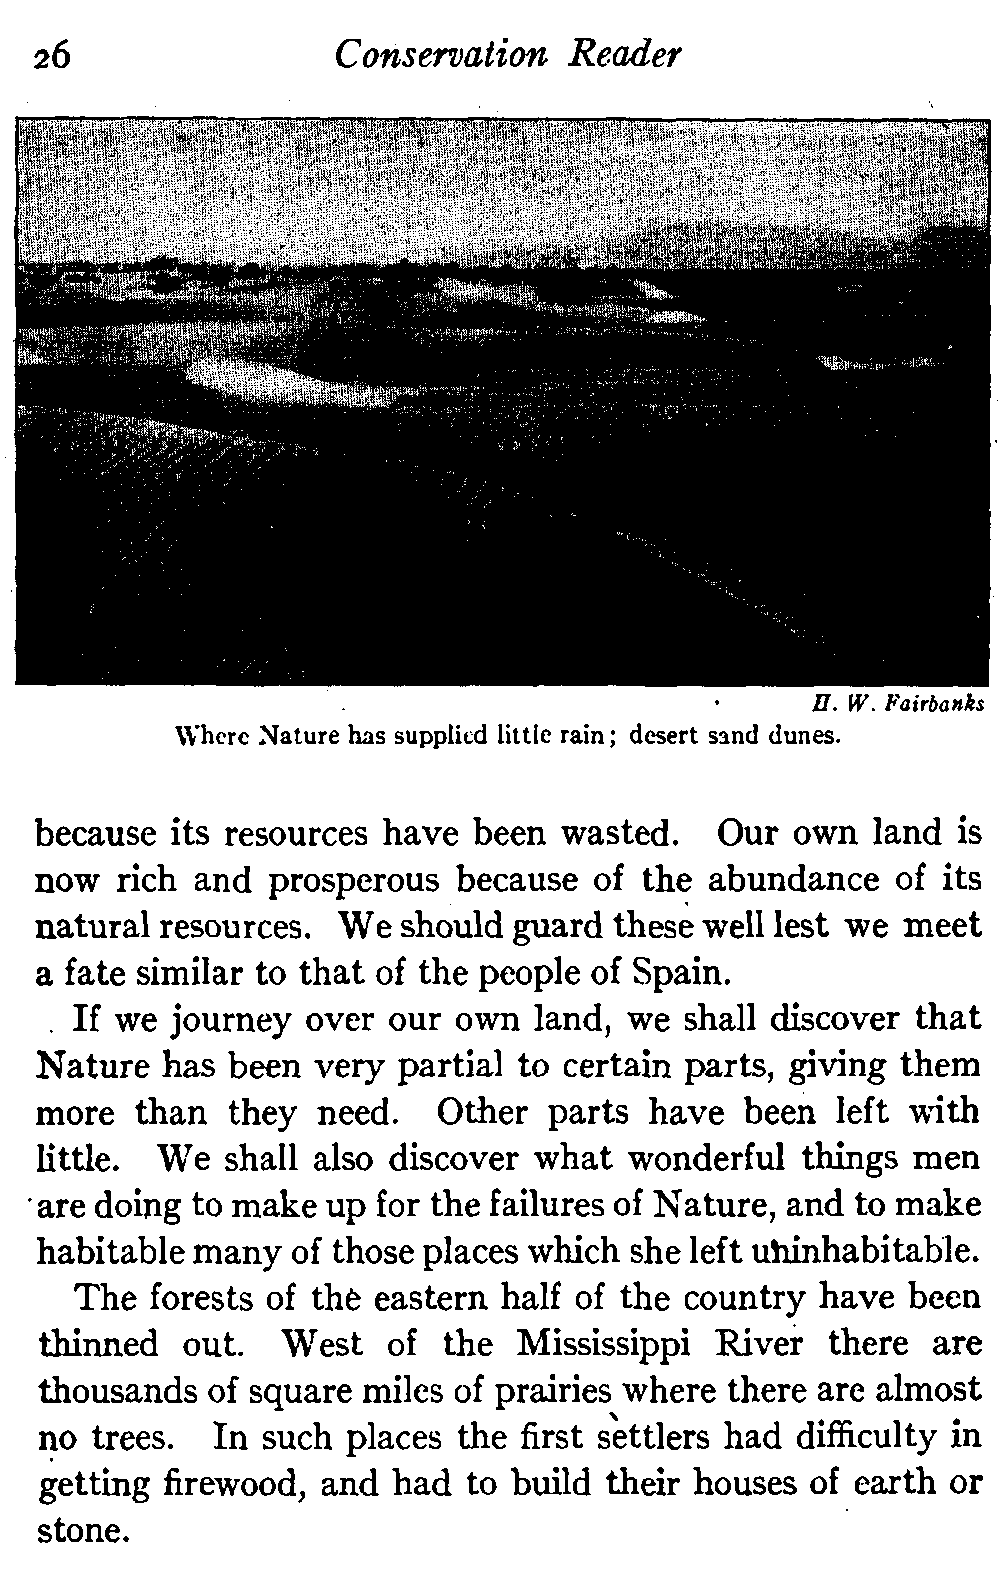 26 Conservation Reader
H. W. Fairbanks
Where Nature has supplied little rain; desert sand dunes.
because its resources have been wasted. Our own land is
now rich and prosperous because of the abundance of its
natural resources. We should guard these well lest we meet
a fate similar to that of the people of Spain.
If we journey over our own land, we shall discover that
Nature has been very partial to certain parts, giving them
more than they need. Other parts have been left with
little. We shall also discover what wonderful things men
are doing to make up for the failures of Nature, and to make
habitable many of those places which she left uninhabitable.
The forests of the eastern half of the country have been
thinned out. West of the Mississippi River there are
thousands of square miles of prairies where there are almost
no trees. In such places the first settlers had difficulty in
getting firewood, and had to build their houses of earth or
stone.